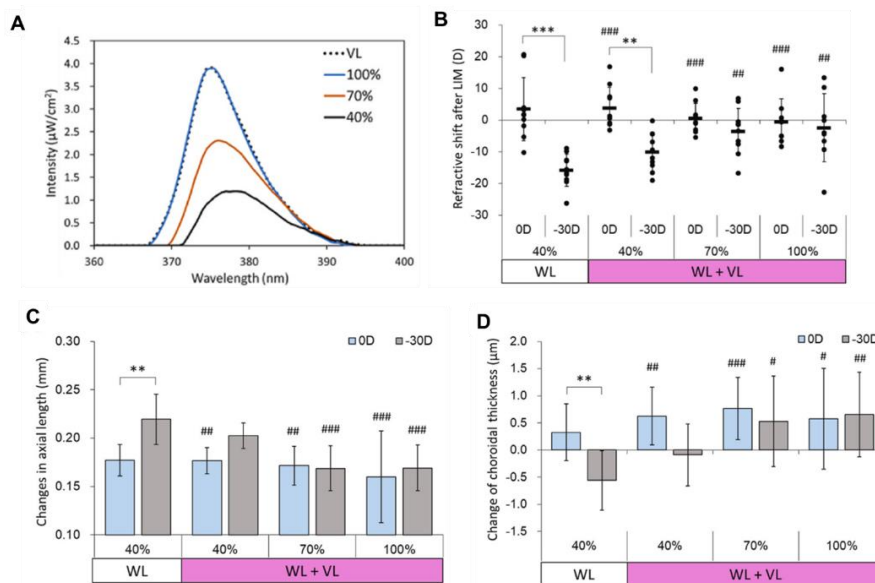 A
Intensity (µW/cm²)
4.5
4.0
3.5
3.0
2.5
2.0
1.5
1.0
0.5
0.0
VL
100%
70%
40%
360 370 380 390 400
Wavelength (nm)
B
Refractive shift after LIM (D)
30
20
10
0
-10
-20
-30
*** ### ** ### ## ### ##
0D -30D 0D -30D 0D -30D 0D -30D
40% 40% 70% 100%
WL WL + VL
C
Changes in axial length (mm)
0.30
0.25
0.20
0.15
0.10
0D -30D
** ## ## ### ### ###
40% 40% 70% 100%
WL WL + VL
D
Change of choroidal thickness (µm)
2.0
1.5
1.0
0.5
0.0
-0.5
-1.0
-1.5
0D -30D
** ## ### # # ##
40% 40% 70% 100%
WL WL + VL